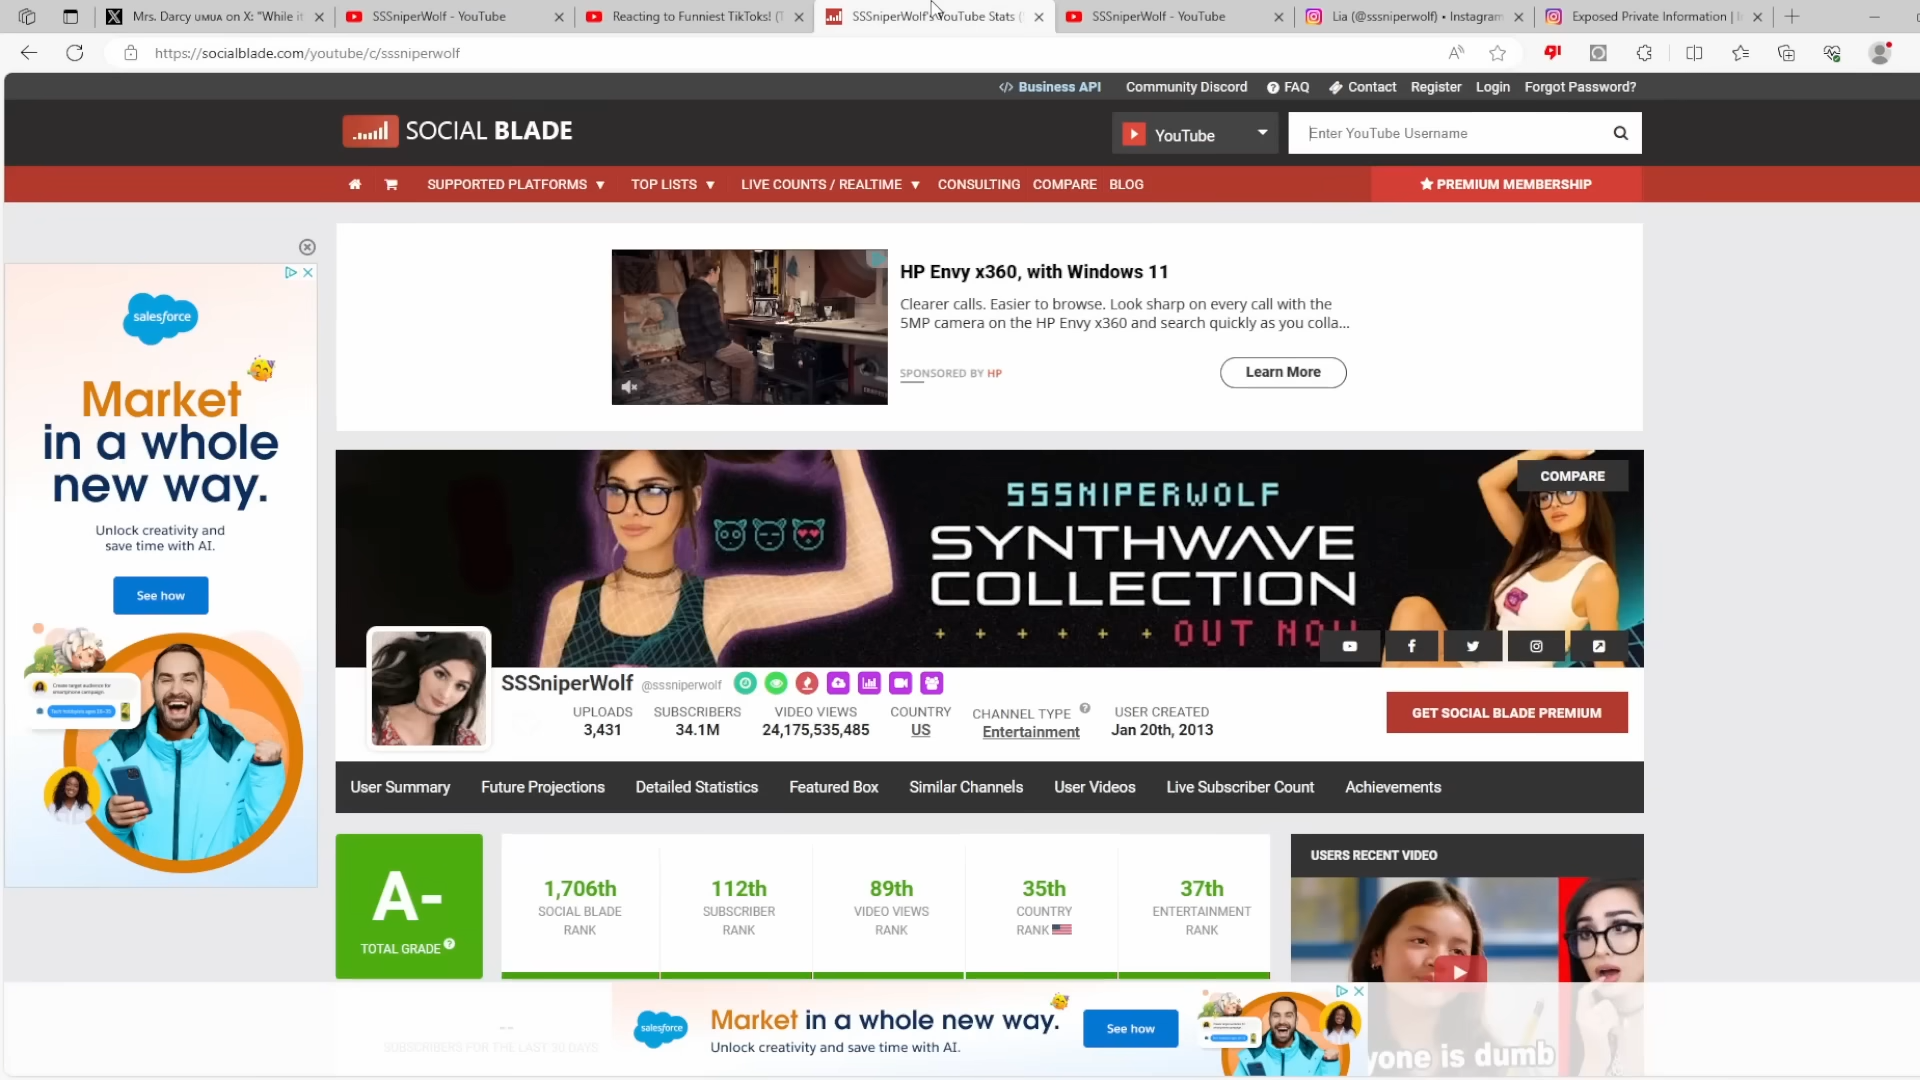 Mrs. Darcy UMUA on X: "While it
SSSniperWolf - YouTube
Reacting to Funniest TikToks! (T
SSSniperWolf's YouTube Stats (
SSSniperWolf - YouTube
Lia (@sssniperwolf) • Instagram
Exposed Private Information |
https://socialblade.com/youtube/c/sssniperwolf
</> Business API
Community Discord
FAQ
Contact
Register
Login
Forgot Password?
SOCIAL BLADE
YouTube
Enter YouTube Username
SUPPORTED PLATFORMS
TOP LISTS
LIVE COUNTS / REALTIME
CONSULTING
COMPARE
BLOG
PREMIUM MEMBERSHIP
salesforce
Market
in a whole
new way.
Unlock creativity and
save time with AI.
See how
HP Envy x360, with Windows 11
Clearer calls. Easier to browse. Look sharp on every call with the
5MP camera on the HP Envy x360 and search quickly as you colla...
SPONSORED BY HP
Learn More
COMPARE
SSSNIPERWOLF
SYNTHWAVE
COLLECTION
OUT NOW
SSSniperWolf @sssniperwolf
UPLOADS
3,431
SUBSCRIBERS
34.1M
VIDEO VIEWS
24,175,535,485
COUNTRY
US
CHANNEL TYPE
Entertainment
USER CREATED
Jan 20th, 2013
GET SOCIAL BLADE PREMIUM
User Summary
Future Projections
Detailed Statistics
Featured Box
Similar Channels
User Videos
Live Subscriber Count
Achievements
A-
TOTAL GRADE
1,706th
SOCIAL BLADE
RANK
112th
SUBSCRIBER
RANK
89th
VIDEO VIEWS
RANK
35th
COUNTRY
RANK
37th
ENTERTAINMENT
RANK
USERS RECENT VIDEO
yone is dumb
--
SUBSCRIBERS FOR THE LAST 30 DAYS
salesforce
Market in a whole new way.
Unlock creativity and save time with AI.
See how